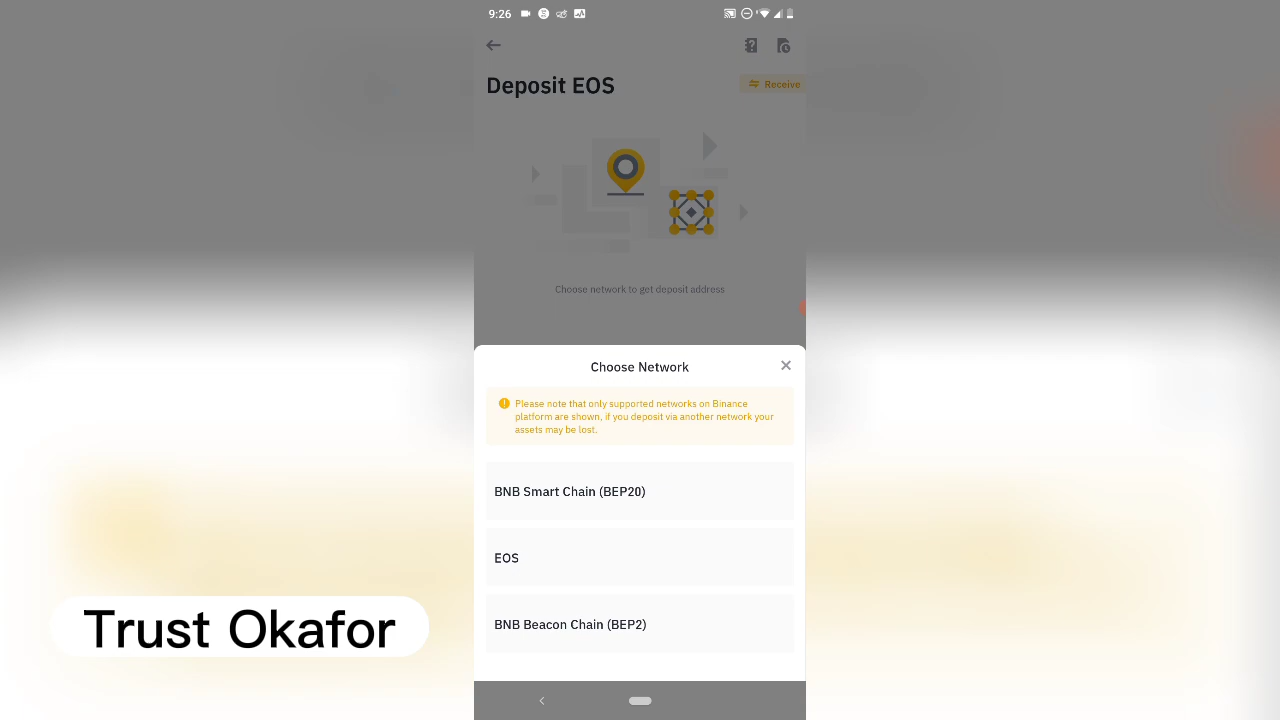 9:26
Deposit EOS
Receive
Choose network to get deposit address
Choose Network
Please note that only supported networks on Binance
platform are shown, if you deposit via another network your
assets may be lost.
BNB Smart Chain (BEP20)
EOS
BNB Beacon Chain (BEP2)
Trust Okafor